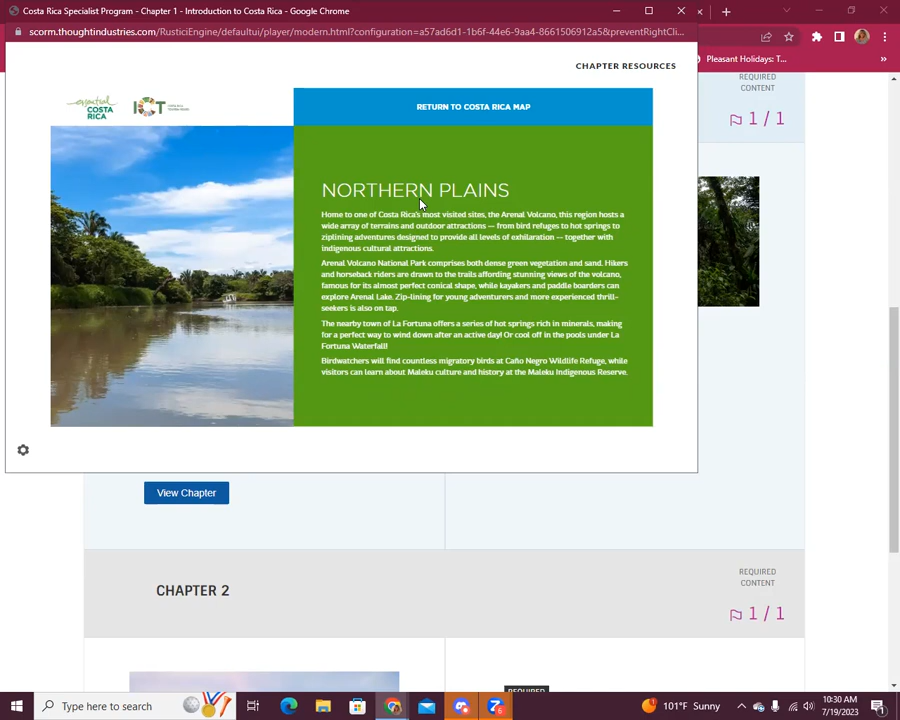 Costa Rica Specialist Program - Chapter 1 - Introduction to Costa Rica - Google Chrome
scorm.thoughtindustries.com/RusticiEngine/defaultui/player/modern.html?configuration=a57ad6d1-1b6f-44e6-9aa4-8661506912a5&preventRightCli...
Pleasant Holidays: T...
CHAPTER RESOURCES
REQUIRED
CONTENT
1 / 1
essential
COSTA
RICA
ICT
RETURN TO COSTA RICA MAP
NORTHERN PLAINS
Home to one of Costa Rica's most visited sites, the Arenal Volcano, this region hosts a
wide array of terrains and outdoor attractions — from bird refuges to hot springs to
ziplining adventures designed to provide all levels of exhilaration — together with
indigenous cultural attractions.
Arenal Volcano National Park comprises both dense green vegetation and sand. Hikers
and horseback riders are drawn to the trails affording stunning views of the volcano,
famous for its almost perfect conical shape, while kayakers and paddle boarders can
explore Arenal Lake. Zip-lining for young adventurers and more experienced thrill-
seekers is also on tap.
The nearby town of La Fortuna offers a series of hot springs rich in minerals, making
for a perfect way to wind down after an active day! Or cool off in the pools under La
Fortuna Waterfall!
Birdwatchers will find countless migratory birds at Caño Negro Wildlife Refuge, while
visitors can learn about Maleku culture and history at the Maleku Indigenous Reserve.
View Chapter
CHAPTER 2
REQUIRED
CONTENT
1 / 1
REQUIRED
Type here to search
101°F Sunny
10:30 AM
7/19/2023